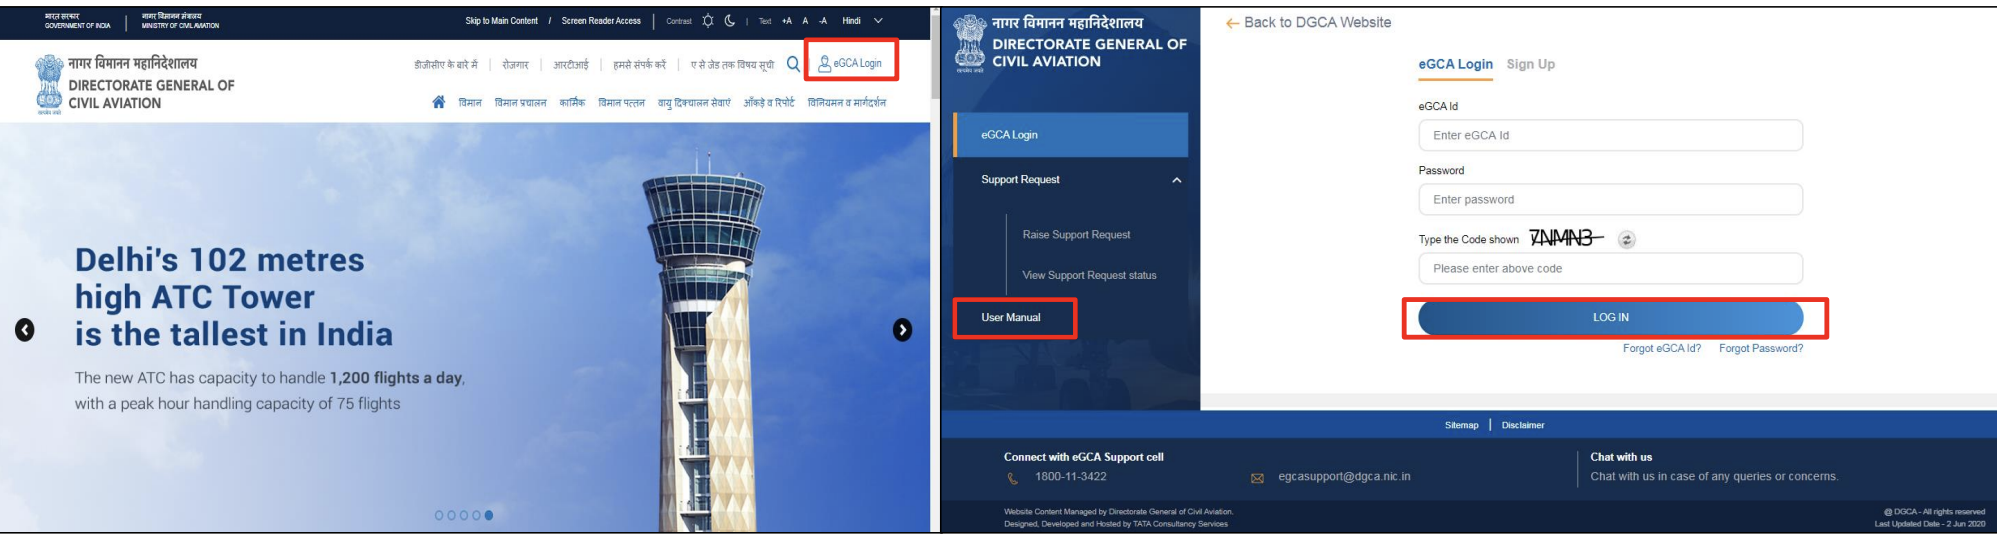 भारत सरकार
GOVERNMENT OF INDIA
नागर विमानन मंत्रालय
MINISTRY OF CIVIL AVIATION
Skip to Main Content / Screen Reader Access | Contrast | Text +A A -A Hindi
नागर विमानन महानिदेशालय
DIRECTORATE GENERAL OF
CIVIL AVIATION
सत्यमेव जयते
डीजीसीए के बारे में | रोजगार | आरटीआई | हमसे संपर्क करें | ए से जेड तक विषय सूची
eGCA Login
विमान विमान प्रचालन कार्मिक विमान पत्तन वायु दिक्चालन सेवाएं आँकड़े व रिपोर्ट विनियमन व मार्गदर्शन
Delhi's 102 metres
high ATC Tower
is the tallest in India
The new ATC has capacity to handle 1,200 flights a day,
with a peak hour handling capacity of 75 flights
नागर विमानन महानिदेशालय
DIRECTORATE GENERAL OF
CIVIL AVIATION
सत्यमेव जयते
eGCA Login
Support Request
Raise Support Request
View Support Request status
User Manual
← Back to DGCA Website
eGCA Login Sign Up
eGCA Id
Enter eGCA Id
Password
Enter password
Type the Code shown 7NMN3
Please enter above code
LOG IN
Forgot eGCA Id? Forgot Password?
Sitemap | Disclaimer
Connect with eGCA Support cell
1800-11-3422
egcasupport@dgca.nic.in
Chat with us
Chat with us in case of any queries or concerns.
Website Content Managed by Directorate General of Civil Aviation.
Designed, Developed and Hosted by TATA Consultancy Services
@ DGCA - All rights reserved
Last Updated Date - 2 Jun 2020